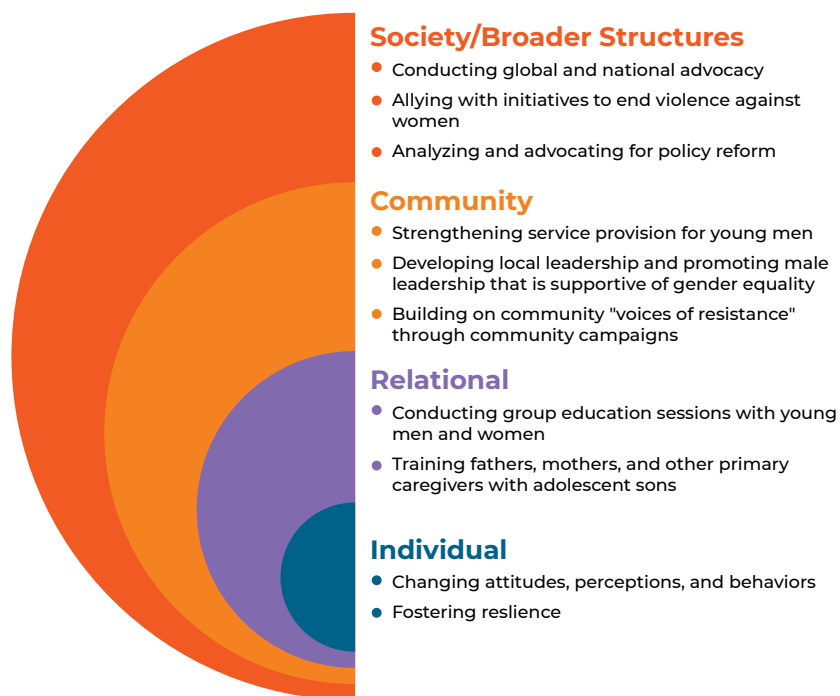 Society/Broader Structures
Conducting global and national advocacy
Allying with initiatives to end violence against
women
Analyzing and advocating for policy reform
Community
Strengthening service provision for young men
Developing local leadership and promoting male
leadership that is supportive of gender equality
Building on community "voices of resistance"
through community campaigns
Relational
Conducting group education sessions with young
men and women
Training fathers, mothers, and other primary
caregivers with adolescent sons
Individual
Changing attitudes, perceptions, and behaviors
Fostering reslience